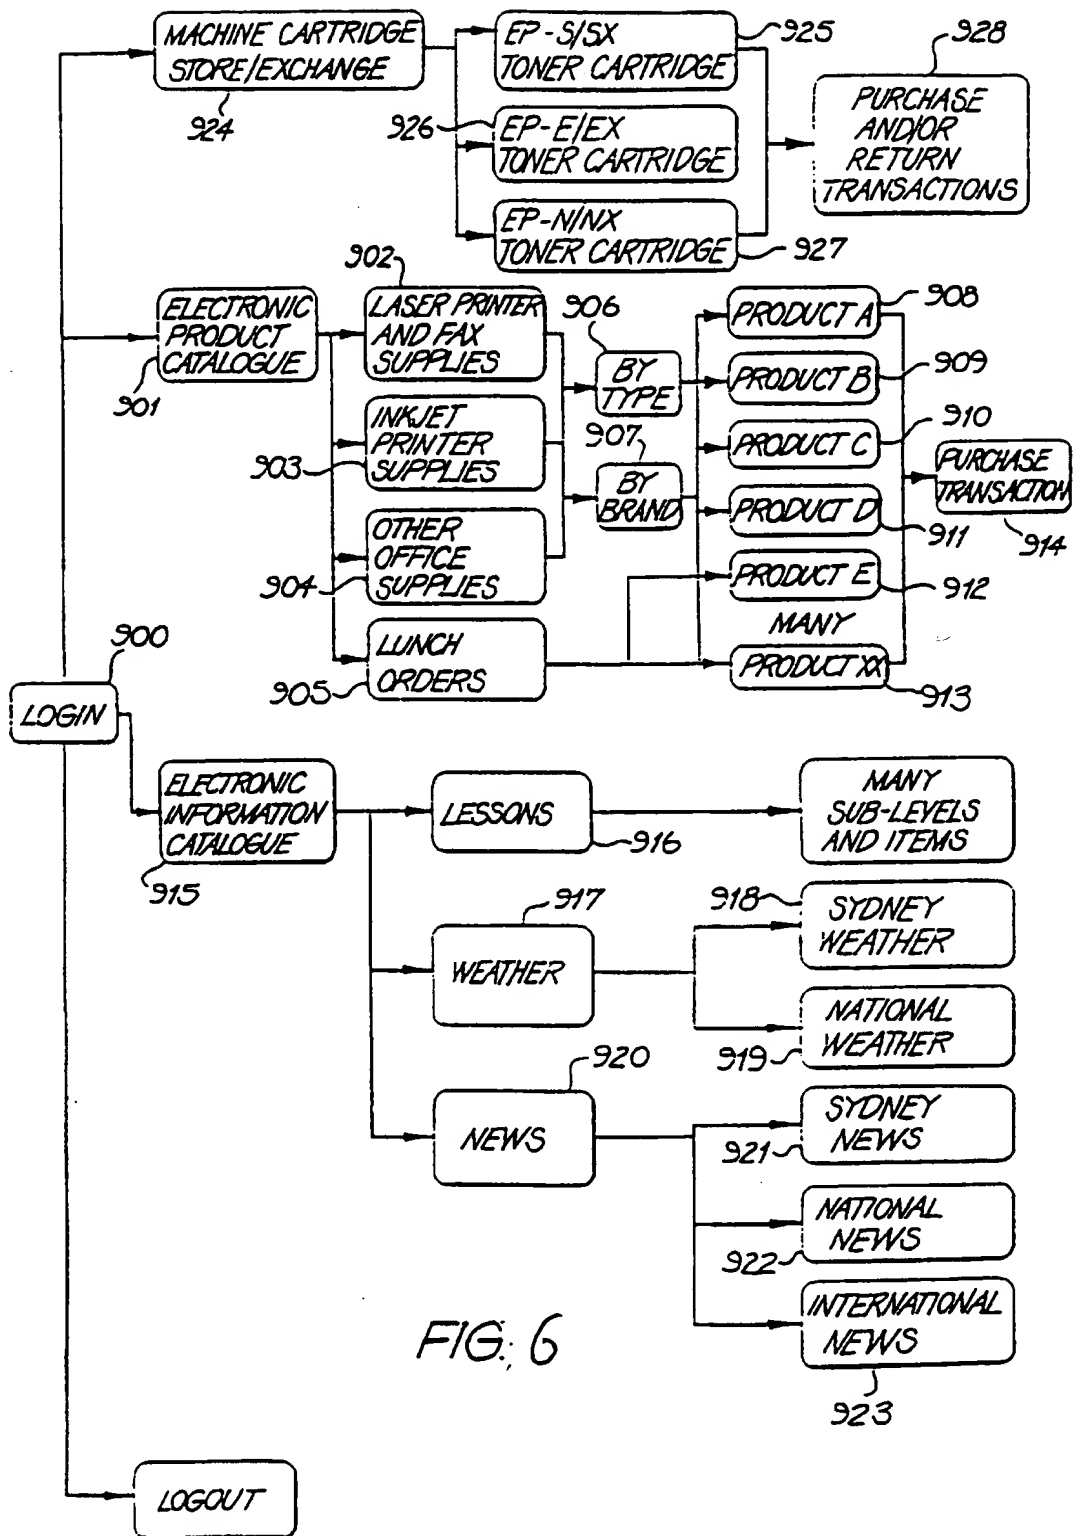 MACHINE CARTRIDGE
STORE/EXCHANGE
924
EP-S/SX
TONER CARTRIDGE
925
926
EP-E/EX
TONER CARTRIDGE
EP-N/NX
TONER CARTRIDGE
927
928
PURCHASE
AND/OR
RETURN
TRANSACTIONS
ELECTRONIC
PRODUCT
CATALOGUE
901
902
LASER PRINTER
AND FAX
SUPPLIES
INKJET
PRINTER
SUPPLIES
903
OTHER
OFFICE
SUPPLIES
904
LUNCH
ORDERS
905
906
BY
TYPE
907
BY
BRAND
PRODUCT A
908
PRODUCT B
909
PRODUCT C
910
PRODUCT D
911
PRODUCT E
912
MANY
PRODUCT XX
913
PURCHASE
TRANSACTION
914
900
LOGIN
ELECTRONIC
INFORMATION
CATALOGUE
915
LESSONS
916
MANY
SUB-LEVELS
AND ITEMS
917
WEATHER
918
SYDNEY
WEATHER
NATIONAL
WEATHER
919
920
NEWS
SYDNEY
NEWS
921
NATIONAL
NEWS
922
INTERNATIONAL
NEWS
923
FIG. 6
LOGOUT